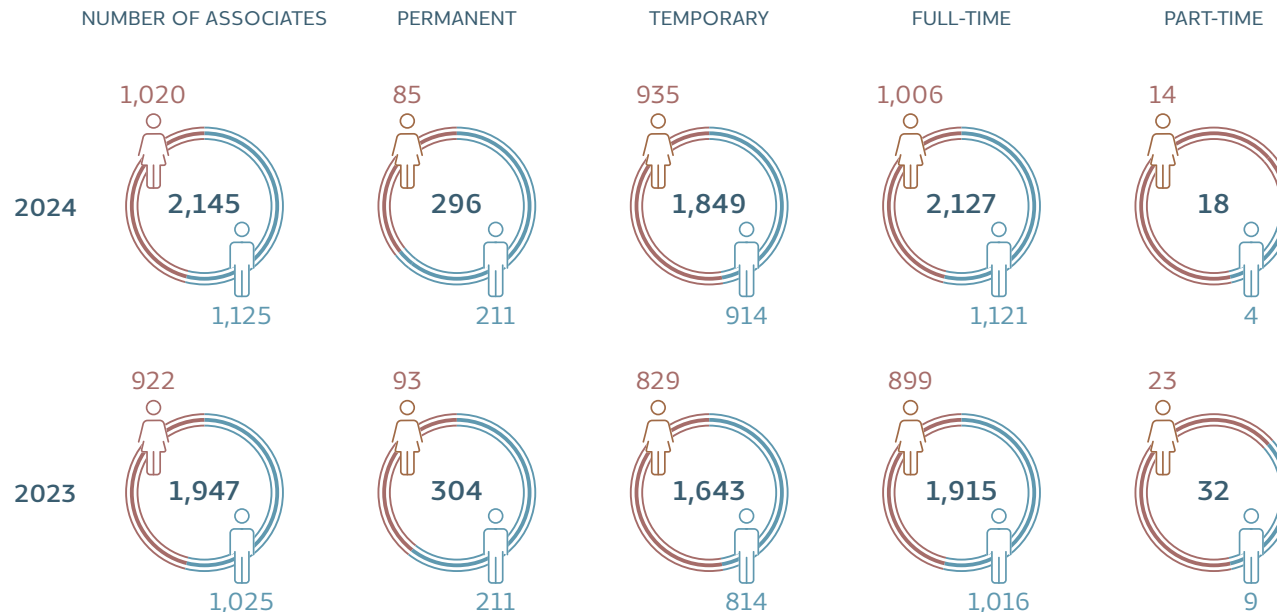 NUMBER OF ASSOCIATES PERMANENT TEMPORARY FULL-TIME PART-TIME
1,020 85 935 1,006 14
2024 2,145 296 1,849 2,127 18
1,125 211 914 1,121 4
922 93 829 899 23
2023 1,947 304 1,643 1,915 32
1,025 211 814 1,016 9